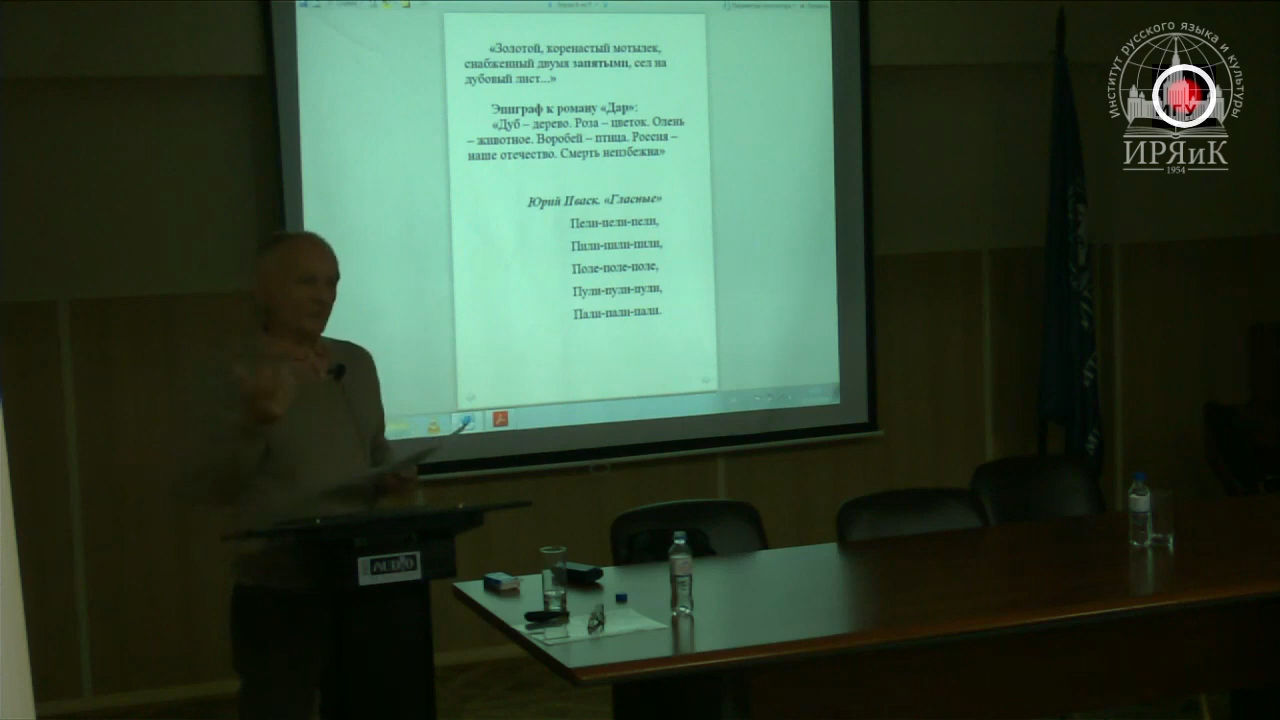 «Золотой, коренастый мотылек,
снабженный двумя запятыми, сел на
дубовый лист...»
Эпиграф к роману «Дар»:
«Дуб – дерево. Роза – цветок. Олень
– животное. Воробей – птица. Россия –
наше отечество. Смерть неизбежна»
Юрий Иваск. «Гласные»
Пели-пели-пели,
Пили-пили-пили,
Поле-поле-поле,
Пули-пули-пули,
Пали-пали-пали.
AUDIO
Институт русского языка и культуры
МГУ
ИРЯиК
1954